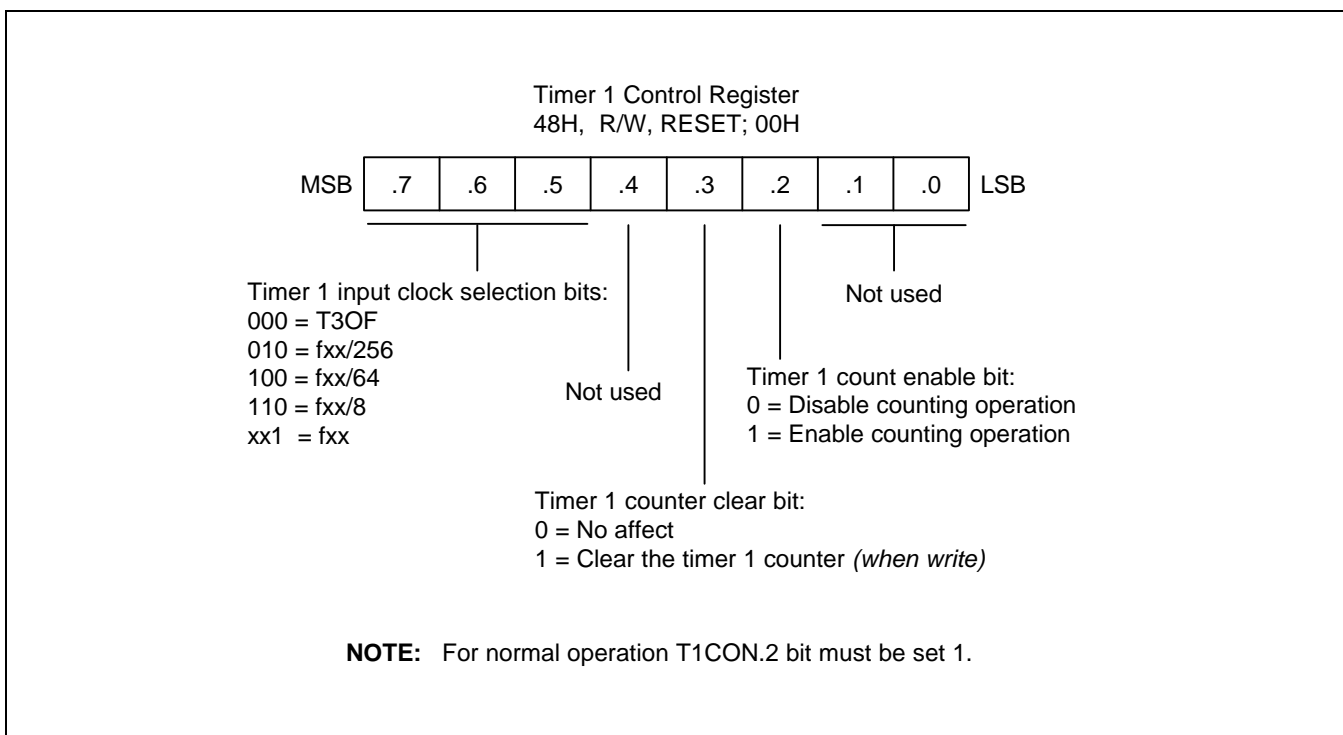 Timer 1 Control Register
48H, R/W, RESET; 00H
MSB .7 .6 .5 .4 .3 .2 .1 .0 LSB
Timer 1 input clock selection bits:
000 = T3OF
010 = fxx/256
100 = fxx/64
110 = fxx/8
xx1 = fxx
Not used
Not used
Timer 1 count enable bit:
0 = Disable counting operation
1 = Enable counting operation
Timer 1 counter clear bit:
0 = No affect
1 = Clear the timer 1 counter (when write)
NOTE: For normal operation T1CON.2 bit must be set 1.